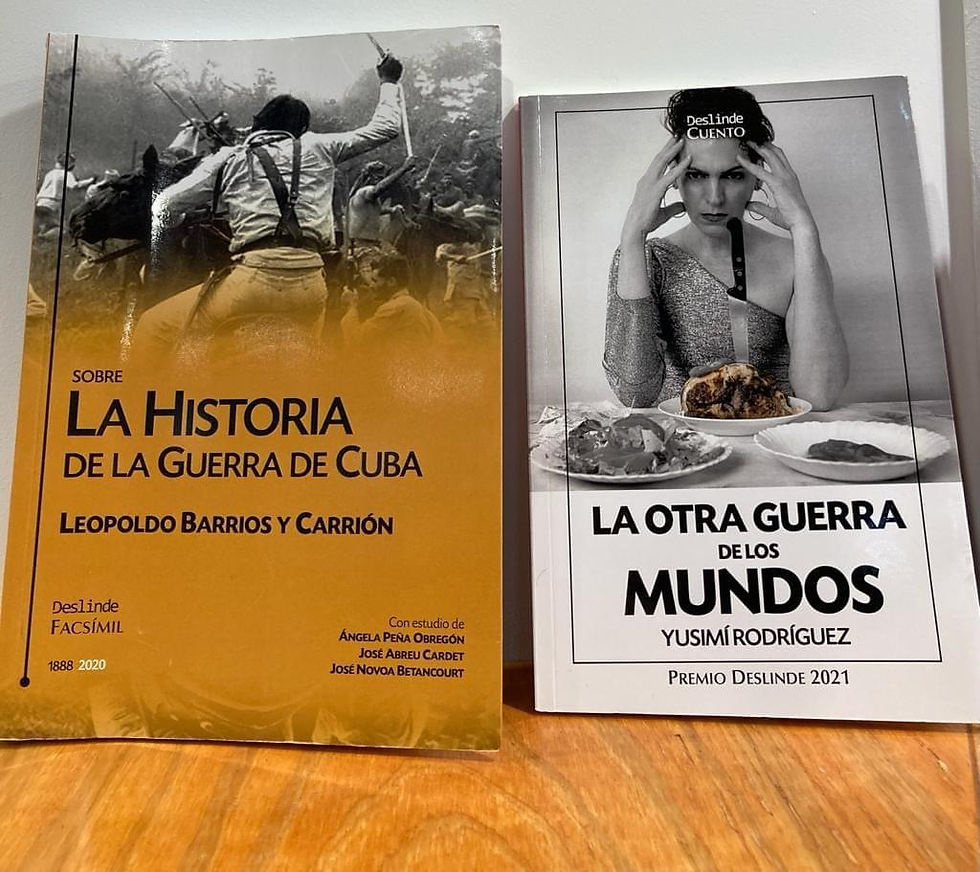 SOBRE
LA HISTORIA
DE LA GUERRA DE CUBA
LEOPOLDO BARRIOS Y CARRIÓN
Deslinde
FACSÍMIL
1888 2020
Con estudio de
ÁNGELA PEÑA OBREGÓN
JOSÉ ABREU CARDET
JOSÉ NOVOA BETANCOURT
Deslinde
CUENTO
LA OTRA GUERRA
DE LOS
MUNDOS
YUSIMÍ RODRÍGUEZ
PREMIO DESLINDE 2021